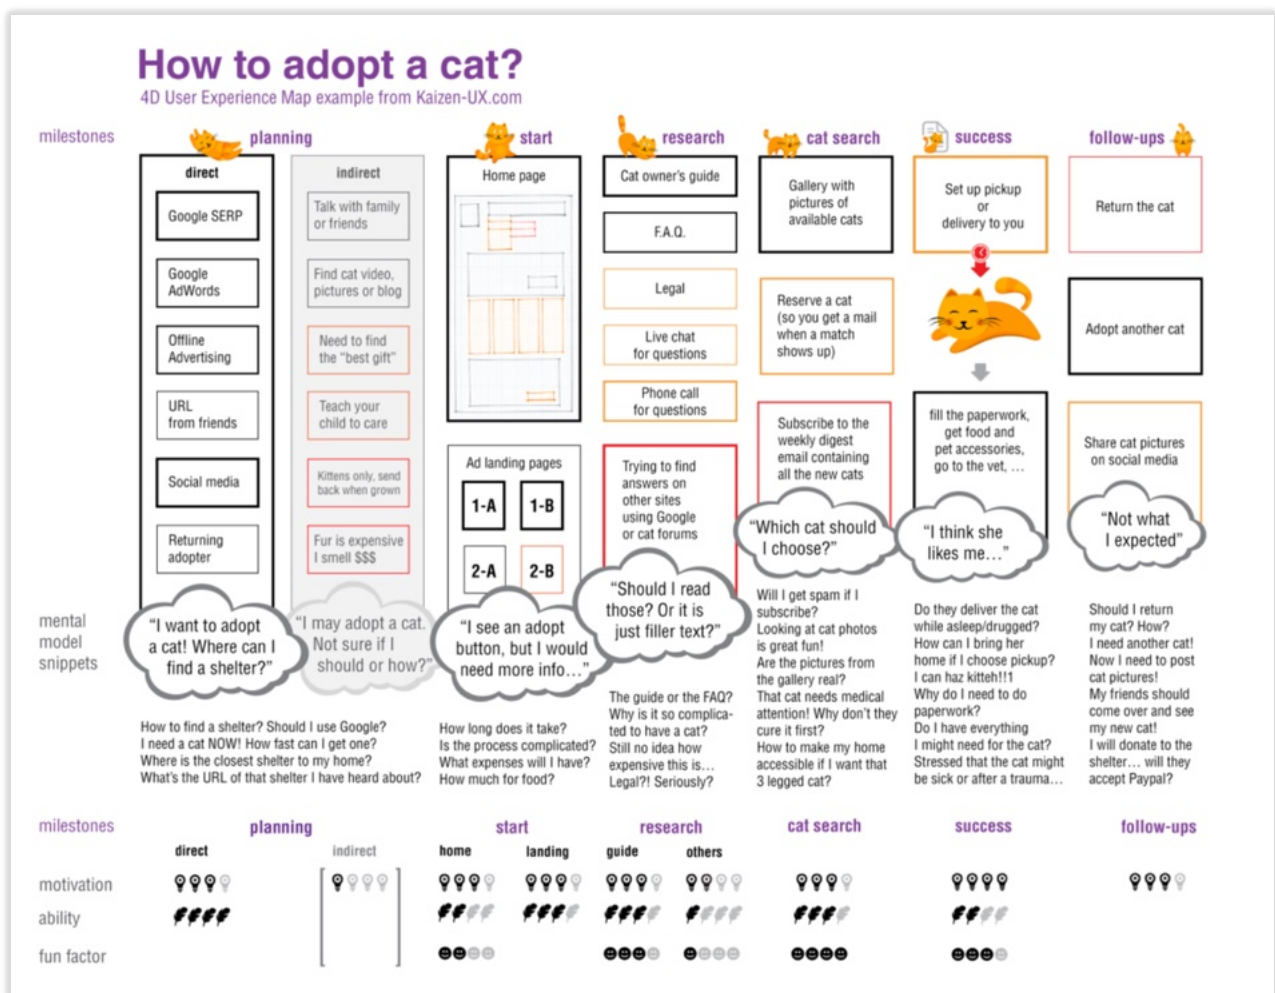 How to adopt a cat?
4D User Experience Map example from Kaizen-UX.com
milestones
planning
start
research
cat search
success
follow-ups
direct
Google SERP
Google
AdWords
Offline
Advertising
URL
from friends
Social media
Returning
adopter
indirect
Talk with family
or friends
Find cat video,
pictures or blog
Need to find
the “best gift”
Teach your
child to care
Kittens only, send
back when grown
Fur is expensive
I smell $$$
Home page
Ad landing pages
1-A
1-B
2-A
2-B
Cat owner’s guide
F.A.Q.
Legal
Live chat
for questions
Phone call
for questions
Trying to find
answers on
other sites
using Google
or cat forums
Gallery with
pictures of
available cats
Reserve a cat
(so you get a mail
when a match
shows up)
Subscribe to the
weekly digest
email containing
all the new cats
Set up pickup
or
delivery to you
fill the paperwork,
get food and
pet accessories,
go to the vet, ...
Return the cat
Adopt another cat
Share cat pictures
on social media
mental
model
snippets
“I want to adopt
a cat! Where can I
find a shelter?”
“I may adopt a cat.
Not sure if I
should or how?”
“I see an adopt
button, but I would
need more info...”
“Should I read
those? Or it is
just filler text?”
“Which cat should
I choose?”
“I think she
likes me...”
“Not what
I expected”
How to find a shelter? Should I use Google?
I need a cat NOW! How fast can I get one?
Where is the closest shelter to my home?
What’s the URL of that shelter I have heard about?
How long does it take?
Is the process complicated?
What expenses will I have?
How much for food?
The guide or the FAQ?
Why is it so complica-
ted to have a cat?
Still no idea how
expensive this is...
Legal?! Seriously?
Will I get spam if I
subscribe?
Looking at cat photos
is great fun!
Are the pictures from
the gallery real?
That cat needs medical
attention! Why don’t they
cure it first?
How to make my home
accessible if I want that
3 legged cat?
Do they deliver the cat
while asleep/drugged?
How can I bring her
home if I choose pickup?
I can haz kitteh!!1
Why do I need to do
paperwork?
Do I have everything
I might need for the cat?
Stressed that the cat might
be sick or after a trauma...
Should I return
my cat? How?
I need another cat!
Now I need to post
cat pictures!
My friends should
come over and see
my new cat!
I will donate to the
shelter... will they
accept Paypal?
milestones
planning
start
research
cat search
success
follow-ups
direct
indirect
home
landing
guide
others
motivation
ability
fun factor